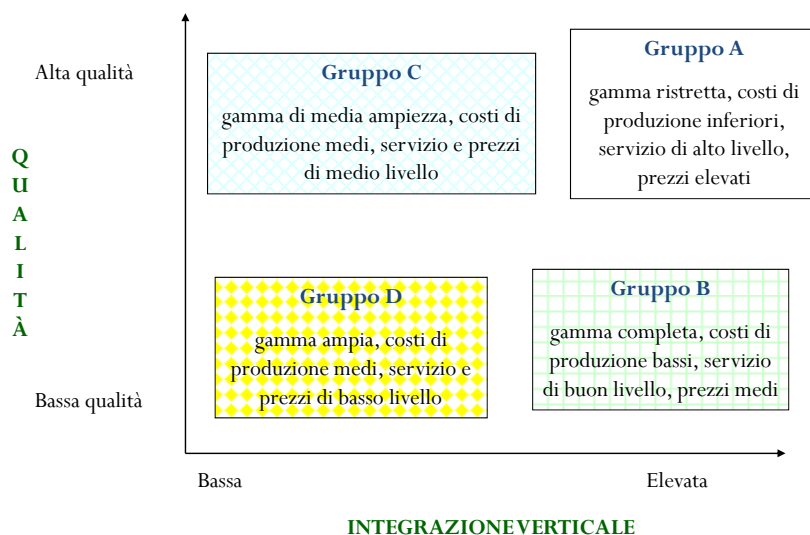 Alta qualità
Gruppo C
gamma di media ampiezza, costi di
produzione medi, servizio e prezzi
di medio livello
Gruppo A
gamma ristretta, costi di
produzione inferiori,
servizio di alto livello,
prezzi elevati
Q
U
A
L
I
T
À
Gruppo D
gamma ampia, costi di
produzione medi, servizio e
prezzi di basso livello
Gruppo B
gamma completa, costi di
produzione bassi, servizio
di buon livello, prezzi medi
Bassa qualità
Bassa
Elevata
INTEGRAZIONE VERTICALE